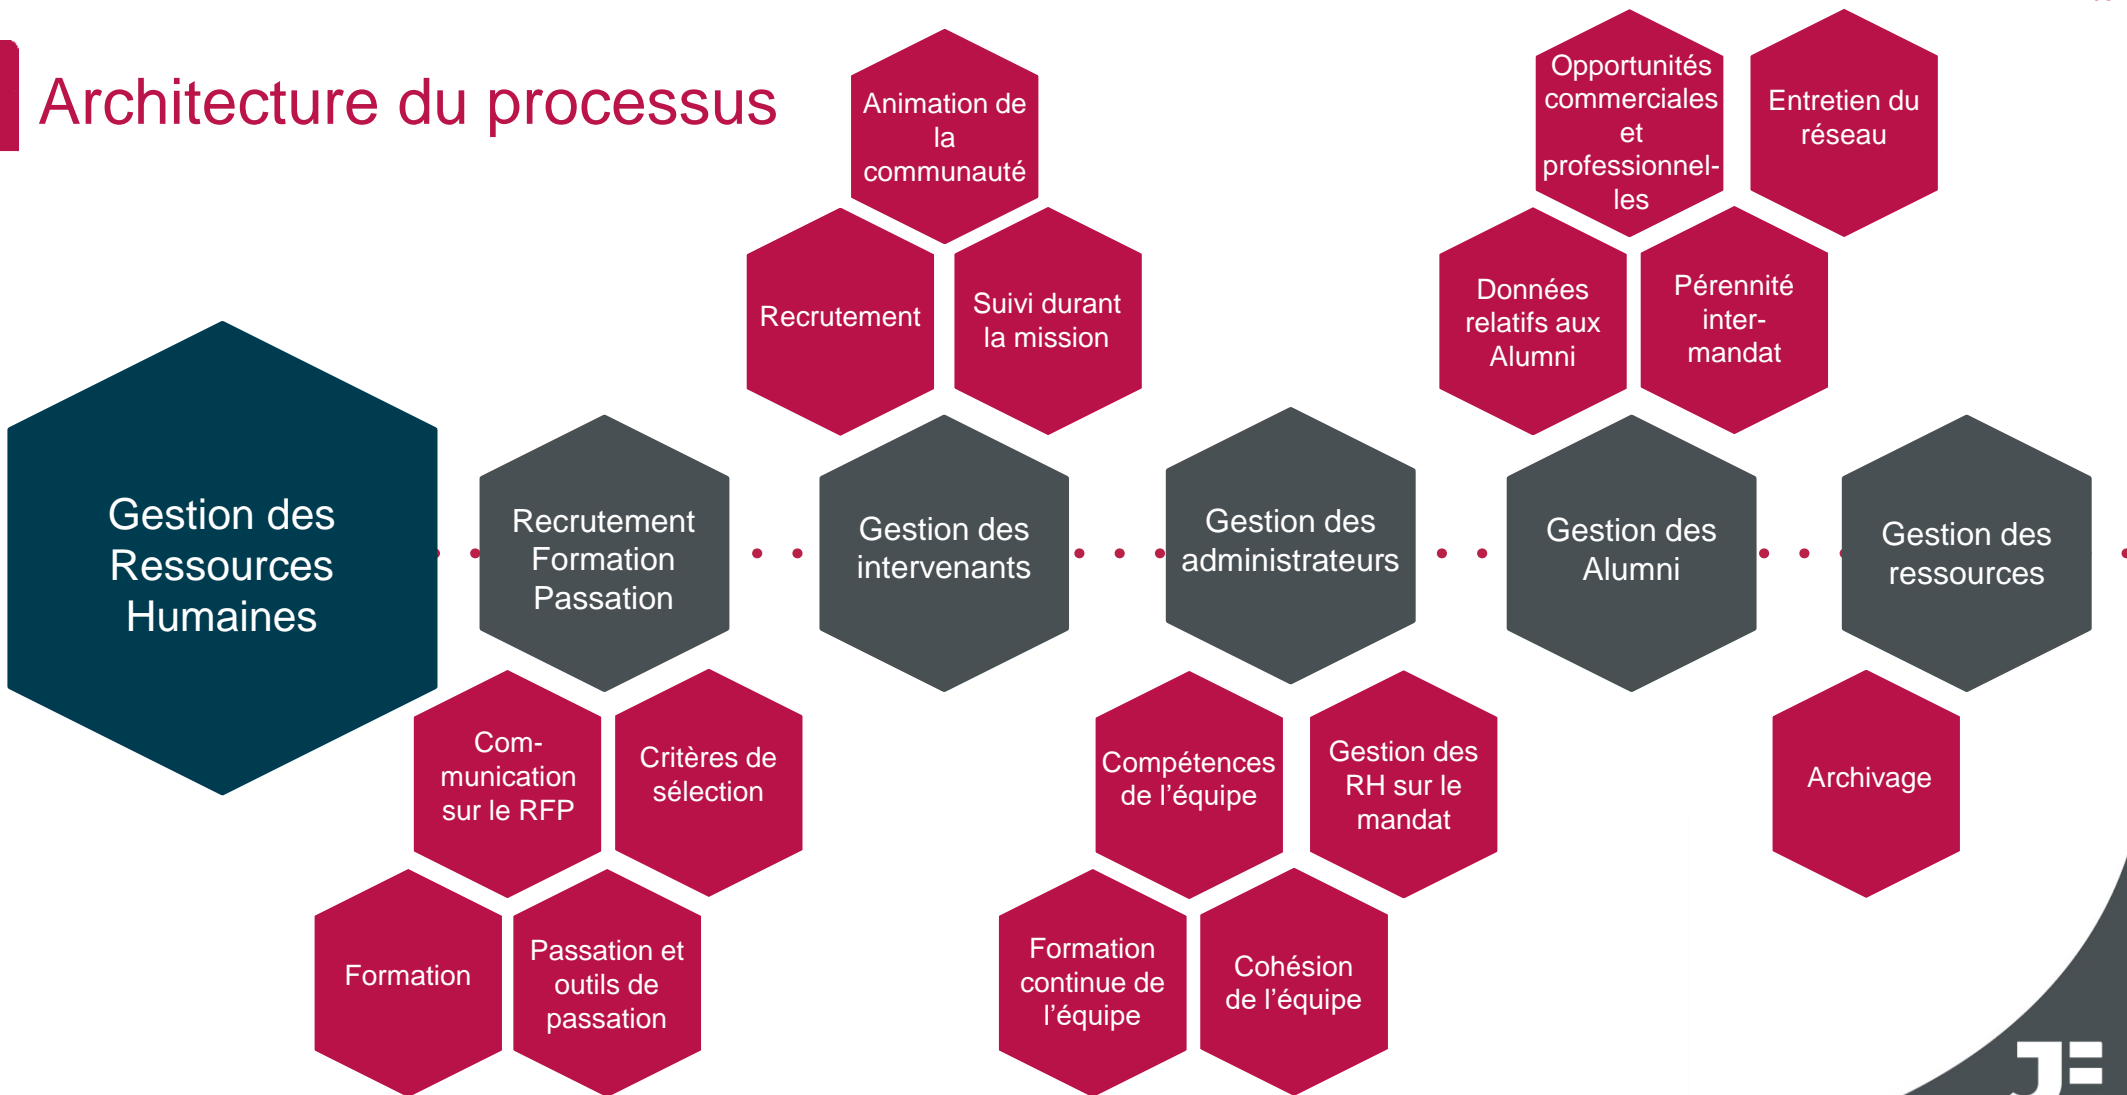 Architecture du processus
Animation de
la
communauté
Recrutement
Suivi durant
la mission
Opportunités
commerciales
et
professionnel-
les
Entretien du
réseau
Données
relatifs aux
Alumni
Pérennité
inter-
mandat
Gestion des
Ressources
Humaines
Recrutement
Formation
Passation
Gestion des
intervenants
Gestion des
administrateurs
Gestion des
Alumni
Gestion des
ressources
Com-
munication
sur le RFP
Critères de
sélection
Formation
Passation et
outils de
passation
Compétences
de l’équipe
Gestion des
RH sur le
mandat
Formation
continue de
l’équipe
Cohésion
de l’équipe
Archivage
JE